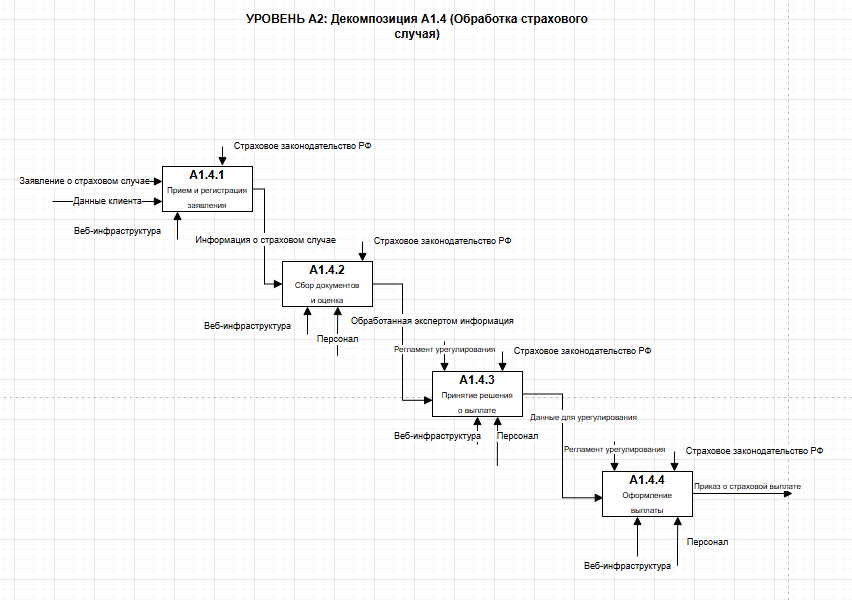 УРОВЕНЬ А2: Декомпозиция А1.4 (Обработка страхового
случая)
Страховое законодательство РФ
Заявление о страховом случае
А1.4.1
Прием и регистрация
заявления
Данные клиента
Веб-инфраструктура
Информация о страховом случае
Страховое законодательство РФ
А1.4.2
Сбор документов
и оценка
Веб-инфраструктура
Персонал
Обработанная экспертом информация
Регламент урегулирования
Страховое законодательство РФ
А1.4.3
Принятие решения
о выплате
Данные для урегулирования
Веб-инфраструктура
Персонал
Регламент урегулирования
Страховое законодательство РФ
А1.4.4
Оформление
выплаты
Приказ о страховой выплате
Персонал
Веб-инфраструктура